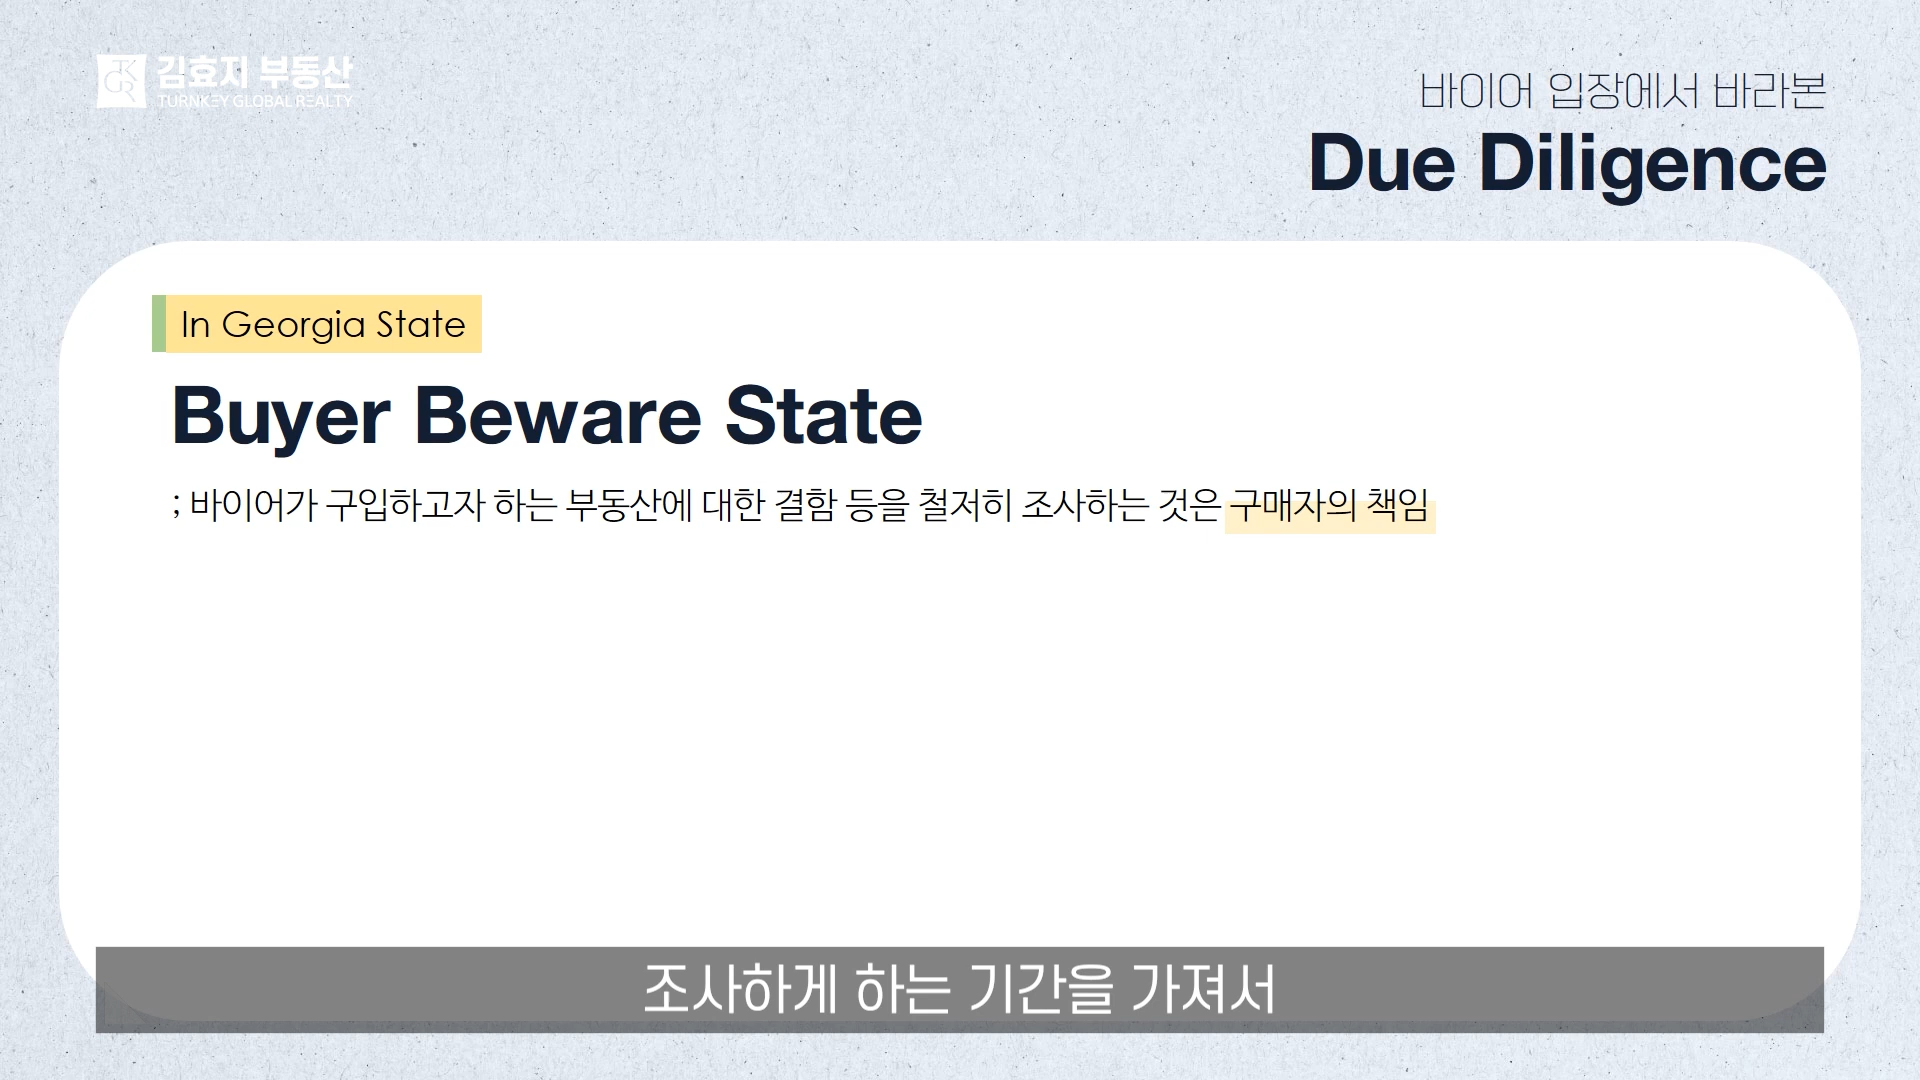 김효지 부동산
TURNKEY GLOBAL REALTY
바이어 입장에서 바라본
Due Diligence
In Georgia State
Buyer Beware State
; 바이어가 구입하고자 하는 부동산에 대한 결함 등을 철저히 조사하는 것은 구매자의 책임
조사하게 하는 기간을 가져서